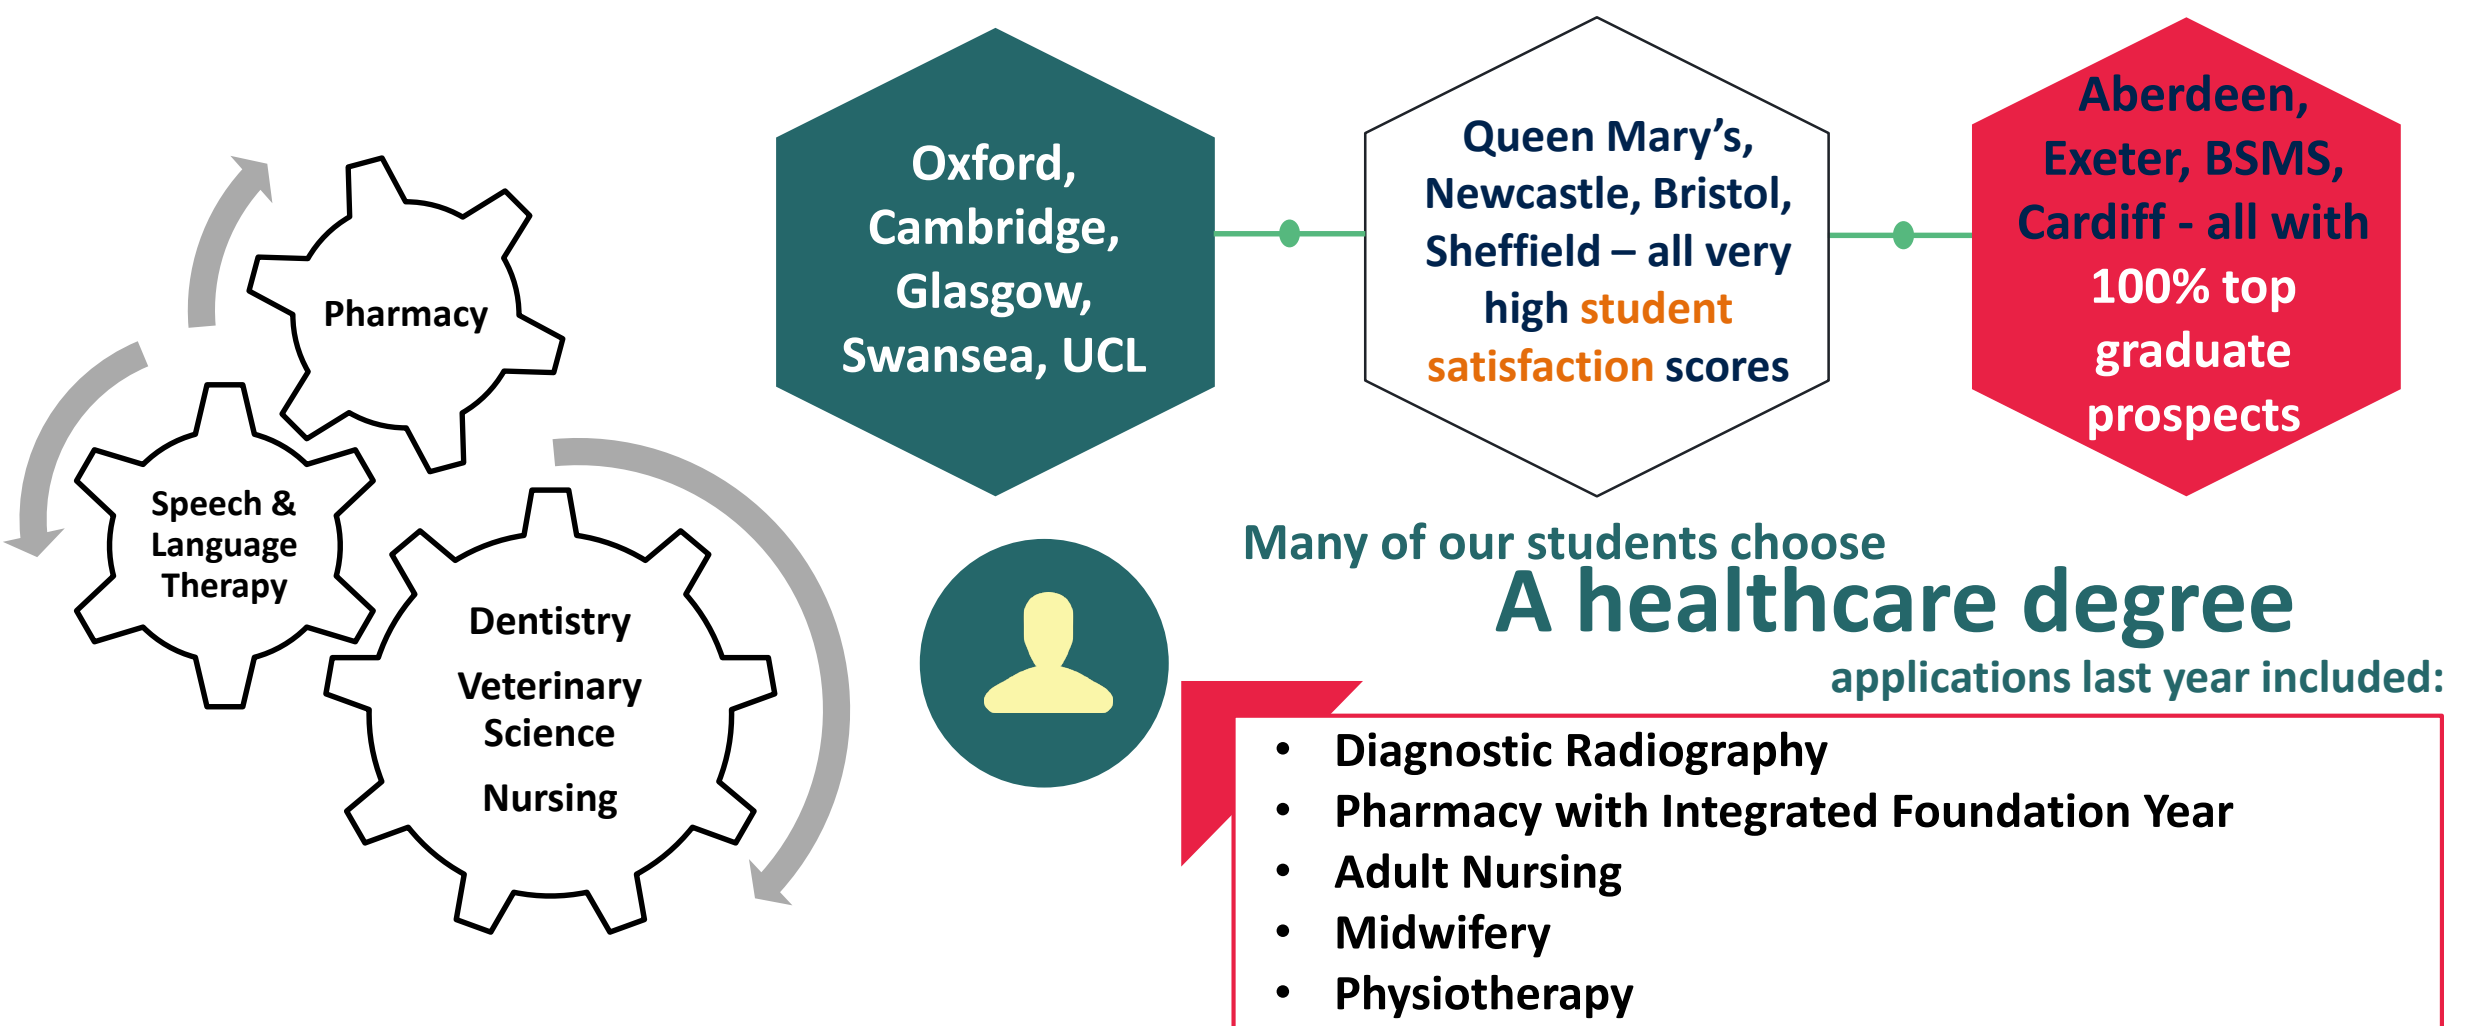 Pharmacy
Speech &
Language
Therapy
Dentistry
Veterinary
Science
Nursing
Oxford,
Cambridge,
Glasgow,
Swansea, UCL
Queen Mary’s,
Newcastle, Bristol,
Sheffield – all very
high student
satisfaction scores
Aberdeen,
Exeter, BSMS,
Cardiff - all with
100% top
graduate
prospects
Many of our students choose
A healthcare degree
applications last year included:
• Diagnostic Radiography
• Pharmacy with Integrated Foundation Year
• Adult Nursing
• Midwifery
• Physiotherapy